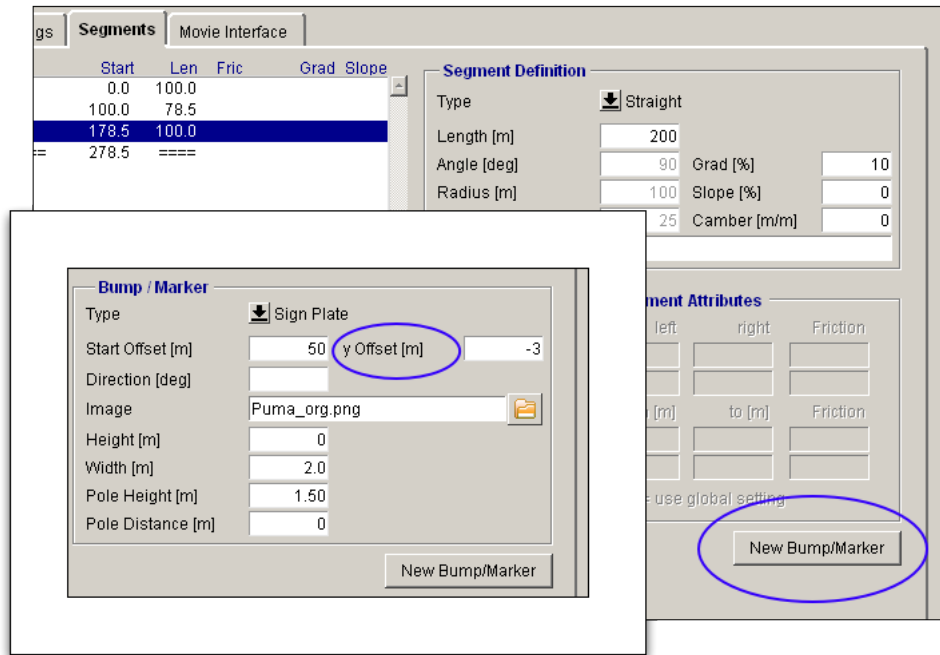 gs Segments Movie Interface
Start Len Fric Grad Slope
0.0 100.0
100.0 78.5
178.5 100.0
== 278.5 ====
Segment Definition
Type Straight
Length [m] 200
Angle [deg] 90 Grad [%] 10
Radius [m] 100 Slope [%] 0
25 Camber [m/m] 0
ment Attributes
left right Friction
[m] to [m] Friction
= use global setting
New Bump/Marker
Bump / Marker
Type Sign Plate
Start Offset [m] 50 y Offset [m] -3
Direction [deg]
Image Puma_org.png
Height [m] 0
Width [m] 2.0
Pole Height [m] 1.50
Pole Distance [m] 0
New Bump/Marker